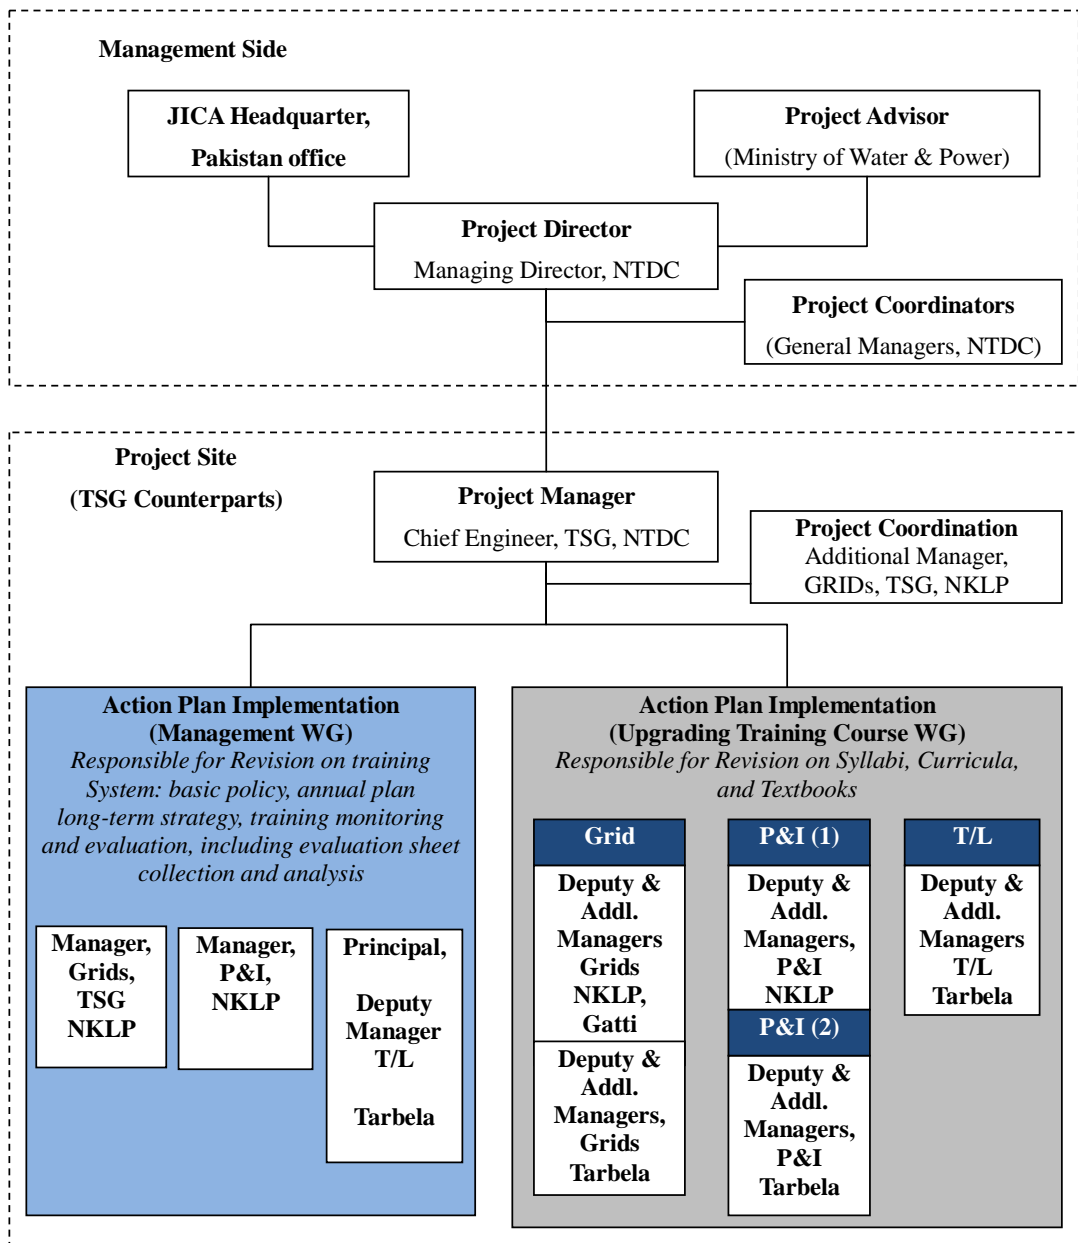 Management Side
JICA Headquarter,
Pakistan office
Project Advisor
(Ministry of Water & Power)
Project Director
Managing Director, NTDC
Project Coordinators
(General Managers, NTDC)
Project Site
(TSG Counterparts)
Project Manager
Chief Engineer, TSG, NTDC
Project Coordination
Additional Manager,
GRIDs, TSG, NKLP
Action Plan Implementation
(Management WG)
Responsible for Revision on training
System: basic policy, annual plan
long-term strategy, training monitoring
and evaluation, including evaluation sheet
collection and analysis
Manager,
Grids,
TSG
NKLP
Manager,
P&I,
NKLP
Principal,
Deputy
Manager
T/L
Tarbela
Action Plan Implementation
(Upgrading Training Course WG)
Responsible for Revision on Syllabi, Curricula,
and Textbooks
Grid
Deputy &
Addl.
Managers
Grids
NKLP,
Gatti
Deputy &
Addl.
Managers,
Grids
Tarbela
P&I (1)
Deputy &
Addl.
Managers,
P&I
NKLP
P&I (2)
Deputy &
Addl.
Managers,
P&I
Tarbela
T/L
Deputy &
Addl.
Managers
T/L
Tarbela